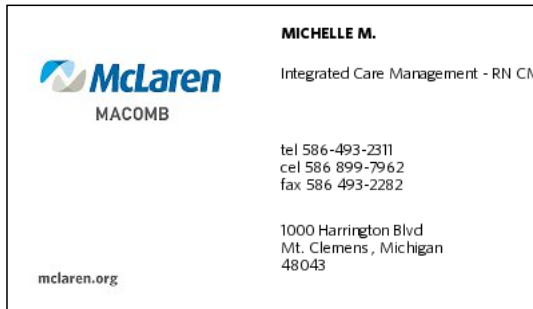 MICHELLE M.
McLaren
MACOMB
Integrated Care Management - RN CM
tel 586-493-2311
cel 586 899-7962
fax 586 493-2282
1000 Harrington Blvd
Mt. Clemens , Michigan
48043
mclaren.org